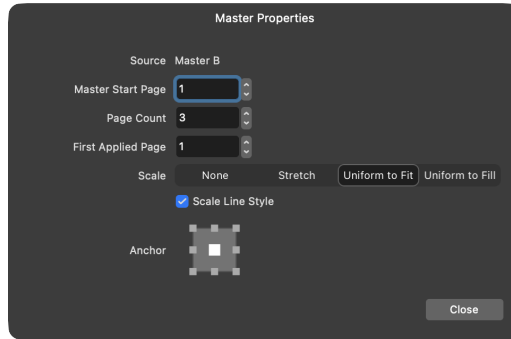 Master Properties
Source Master B
Master Start Page 1
Page Count 3
First Applied Page 1
Scale None Stretch Uniform to Fit Uniform to Fill
Scale Line Style
Anchor
Close